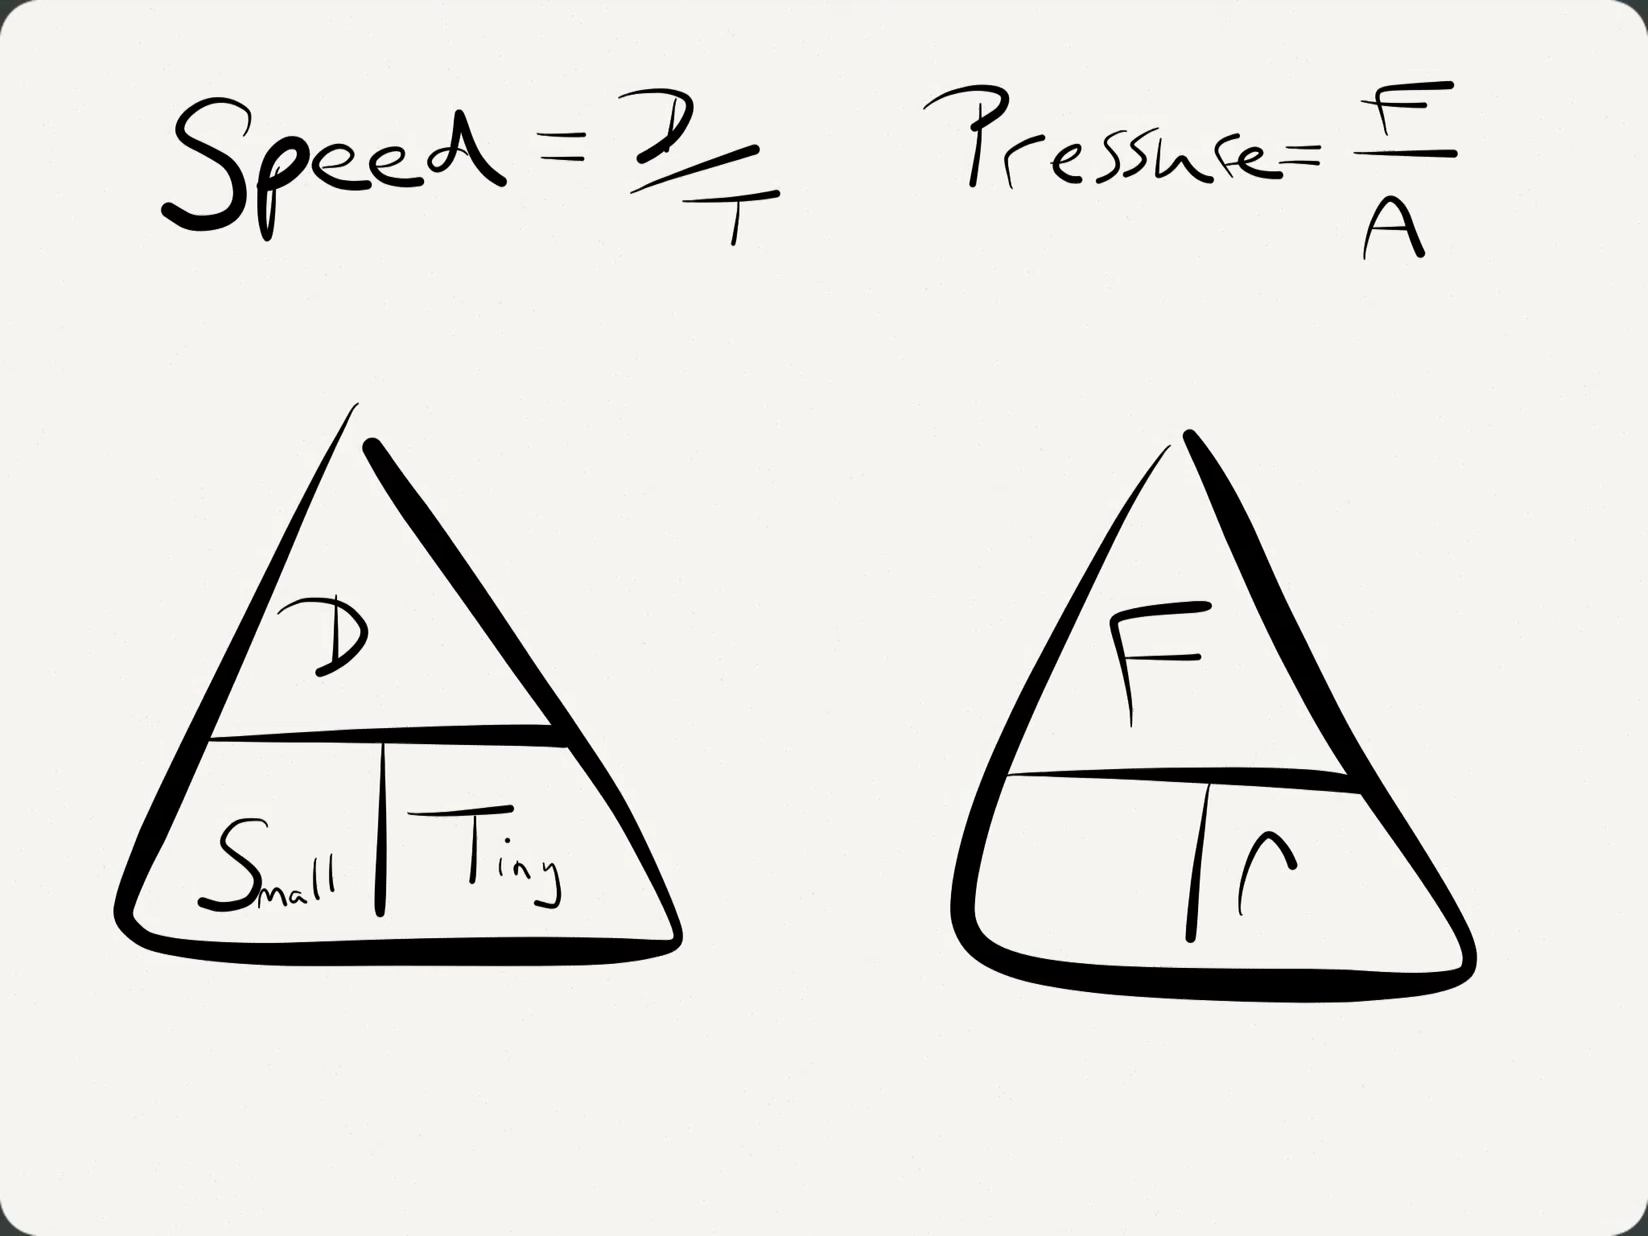 Speed = D/T
Pressure = F/A
D
Small Tiny
F